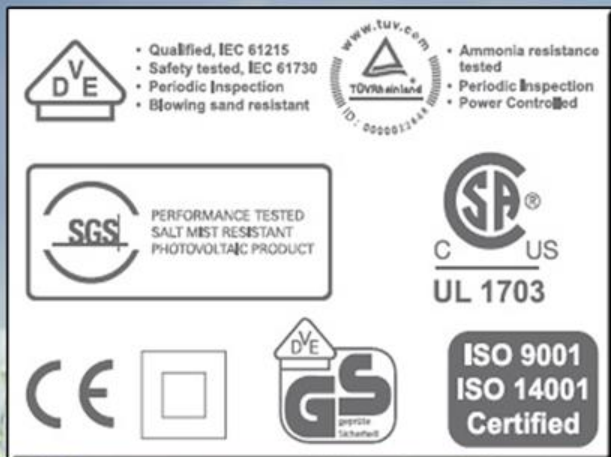 VDE
• Qualified, IEC 61215
• Safety tested, IEC 61730
• Periodic Inspection
• Blowing sand resistant
www.tuv.com
TÜVRheinland®
• Ammonia resistance
tested
• Periodic Inspection
• Power Controlled
SGS
PERFORMANCE TESTED
SALT MIST RESISTANT
PHOTOVOLTAIC PRODUCT
CSA®
C US
UL 1703
CE
VDE
GS
geprüfte
Sicherheit
ISO 9001
ISO 14001
Certified